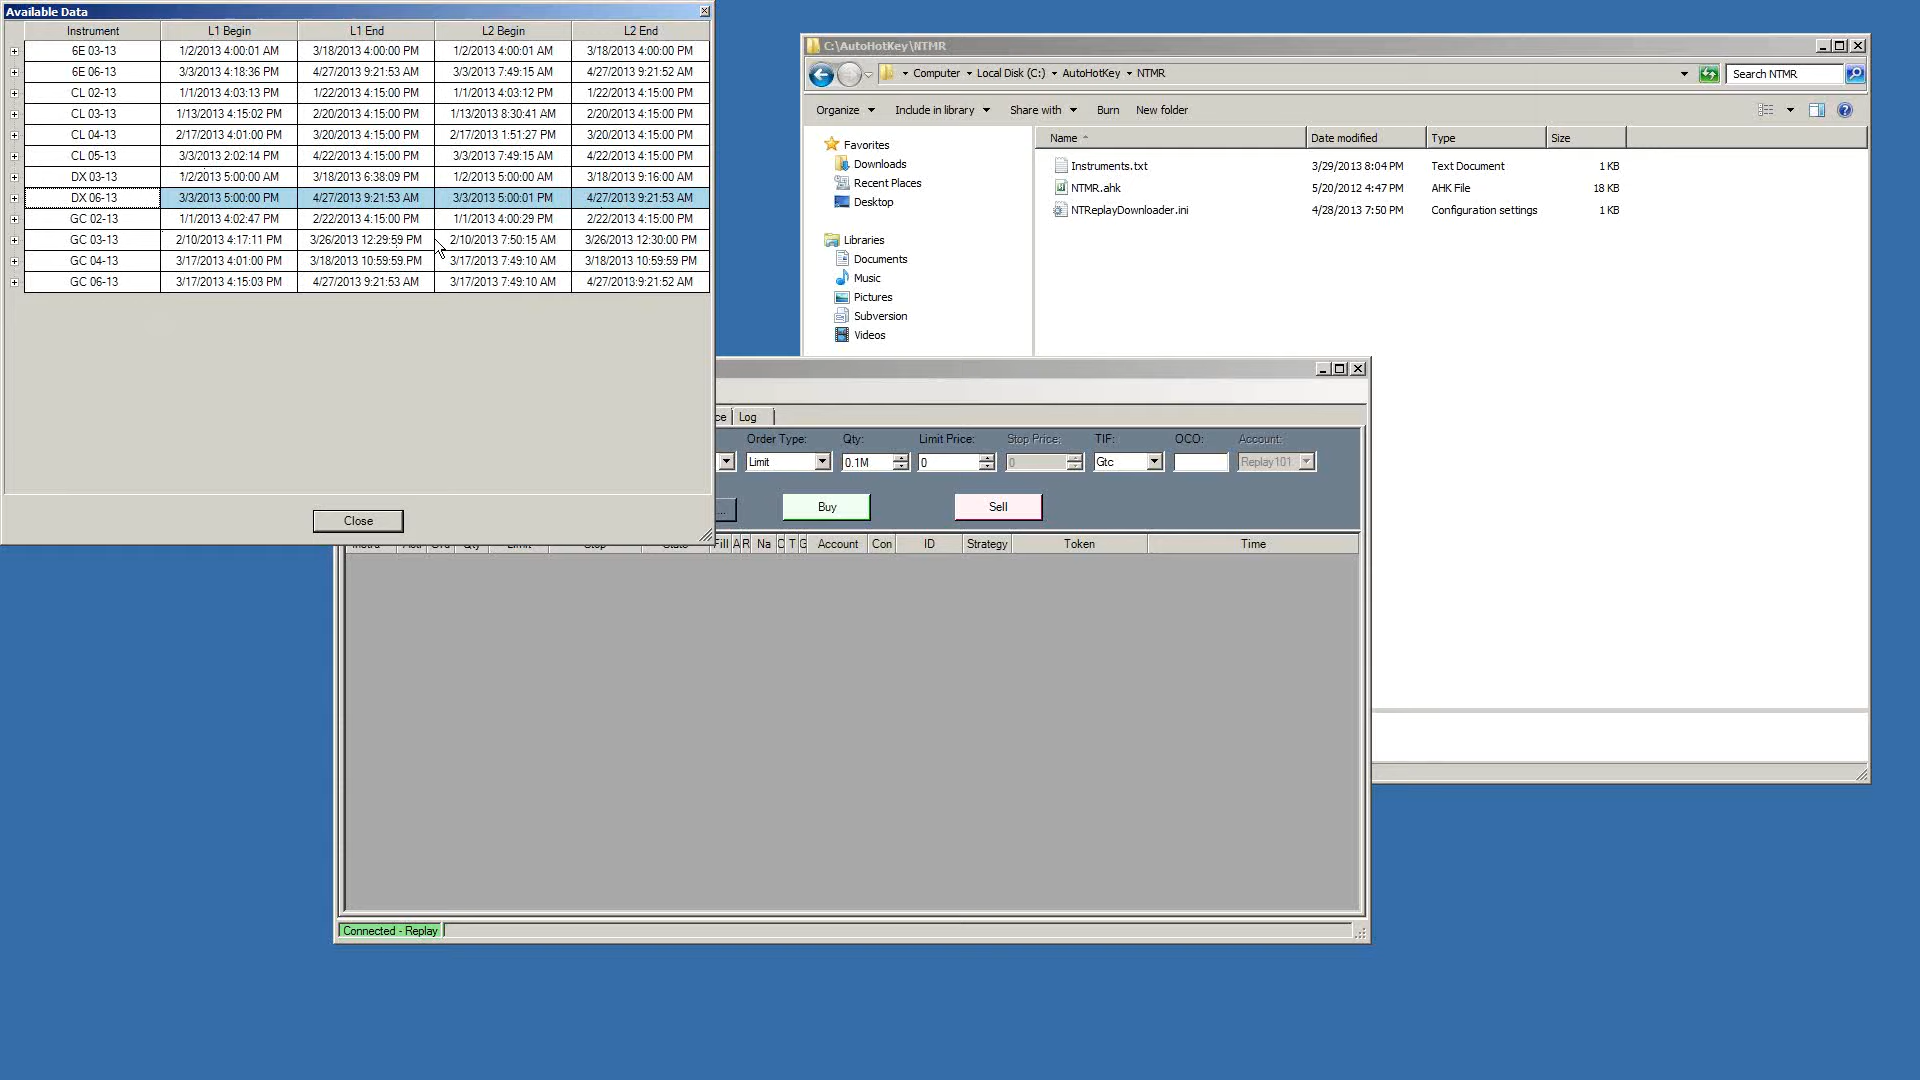 Available Data
Instrument L1 Begin L1 End L2 Begin L2 End
6E 03-13 1/2/2013 4:00:01 AM 3/18/2013 4:00:00 PM 1/2/2013 4:00:01 AM 3/18/2013 4:00:00 PM
6E 06-13 3/3/2013 4:18:36 PM 4/27/2013 9:21:53 AM 3/3/2013 7:49:15 AM 4/27/2013 9:21:52 AM
CL 02-13 1/1/2013 4:03:13 PM 1/22/2013 4:15:00 PM 1/1/2013 4:03:12 PM 1/22/2013 4:15:00 PM
CL 03-13 1/13/2013 4:15:02 PM 2/20/2013 4:15:00 PM 1/13/2013 8:30:41 AM 2/20/2013 4:15:00 PM
CL 04-13 2/17/2013 4:01:00 PM 3/20/2013 4:15:00 PM 2/17/2013 1:51:27 PM 3/20/2013 4:15:00 PM
CL 05-13 3/3/2013 2:02:14 PM 4/22/2013 4:15:00 PM 3/3/2013 7:49:15 AM 4/22/2013 4:15:00 PM
DX 03-13 1/2/2013 5:00:00 AM 3/18/2013 6:38:09 PM 1/2/2013 5:00:00 AM 3/18/2013 9:16:00 AM
DX 06-13 3/3/2013 5:00:00 PM 4/27/2013 9:21:53 AM 3/3/2013 5:00:01 PM 4/27/2013 9:21:53 AM
GC 02-13 1/1/2013 4:02:47 PM 2/22/2013 4:15:00 PM 1/1/2013 4:00:29 PM 2/22/2013 4:15:00 PM
GC 03-13 2/10/2013 4:17:11 PM 3/26/2013 12:29:59 PM 2/10/2013 7:50:15 AM 3/26/2013 12:30:00 PM
GC 04-13 3/17/2013 4:01:00 PM 3/18/2013 10:59:59 PM 3/17/2013 7:49:10 AM 3/18/2013 10:59:59 PM
GC 06-13 3/17/2013 4:15:03 PM 4/27/2013 9:21:53 AM 3/17/2013 7:49:10 AM 4/27/2013 9:21:52 AM
Close
C:\AutoHotKey\NTMR
Computer Local Disk (C:) AutoHotKey NTMR Search NTMR
Organize Include in library Share with Burn New folder
Favorites
Downloads
Recent Places
Desktop
Libraries
Documents
Music
Pictures
Subversion
Videos
Name Date modified Type Size
Instruments.txt 3/29/2013 8:04 PM Text Document 1 KB
NTMR.ahk 5/20/2012 4:47 PM AHK File 18 KB
NTReplayDownloader.ini 4/28/2013 7:50 PM Configuration settings 1 KB
ce Log
Order Type: Qty: Limit Price: Stop Price: TIF: OCO: Account:
Limit 0.1M 0 0 Gtc Replay101
... Buy Sell
Fill A R Na C T G Account Con ID Strategy Token Time
Connected - Replay